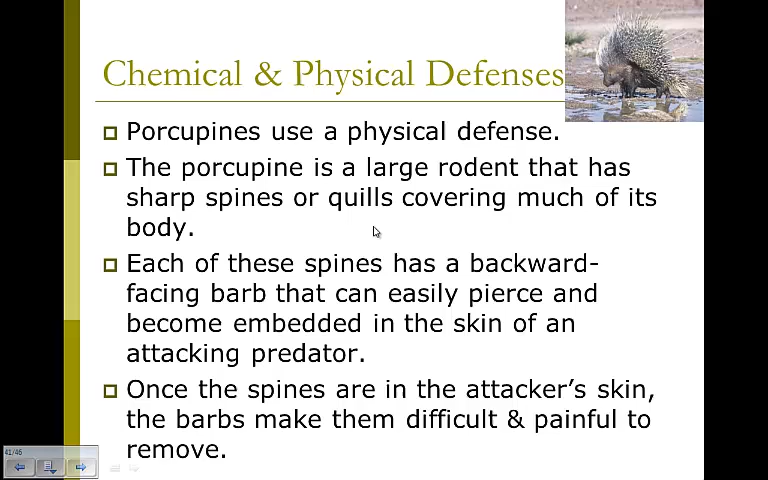 Chemical & Physical Defenses
Porcupines use a physical defense.
The porcupine is a large rodent that has
sharp spines or quills covering much of its
body.
Each of these spines has a backward-
facing barb that can easily pierce and
become embedded in the skin of an
attacking predator.
Once the spines are in the attacker's skin,
the barbs make them difficult & painful to
remove.
41/46